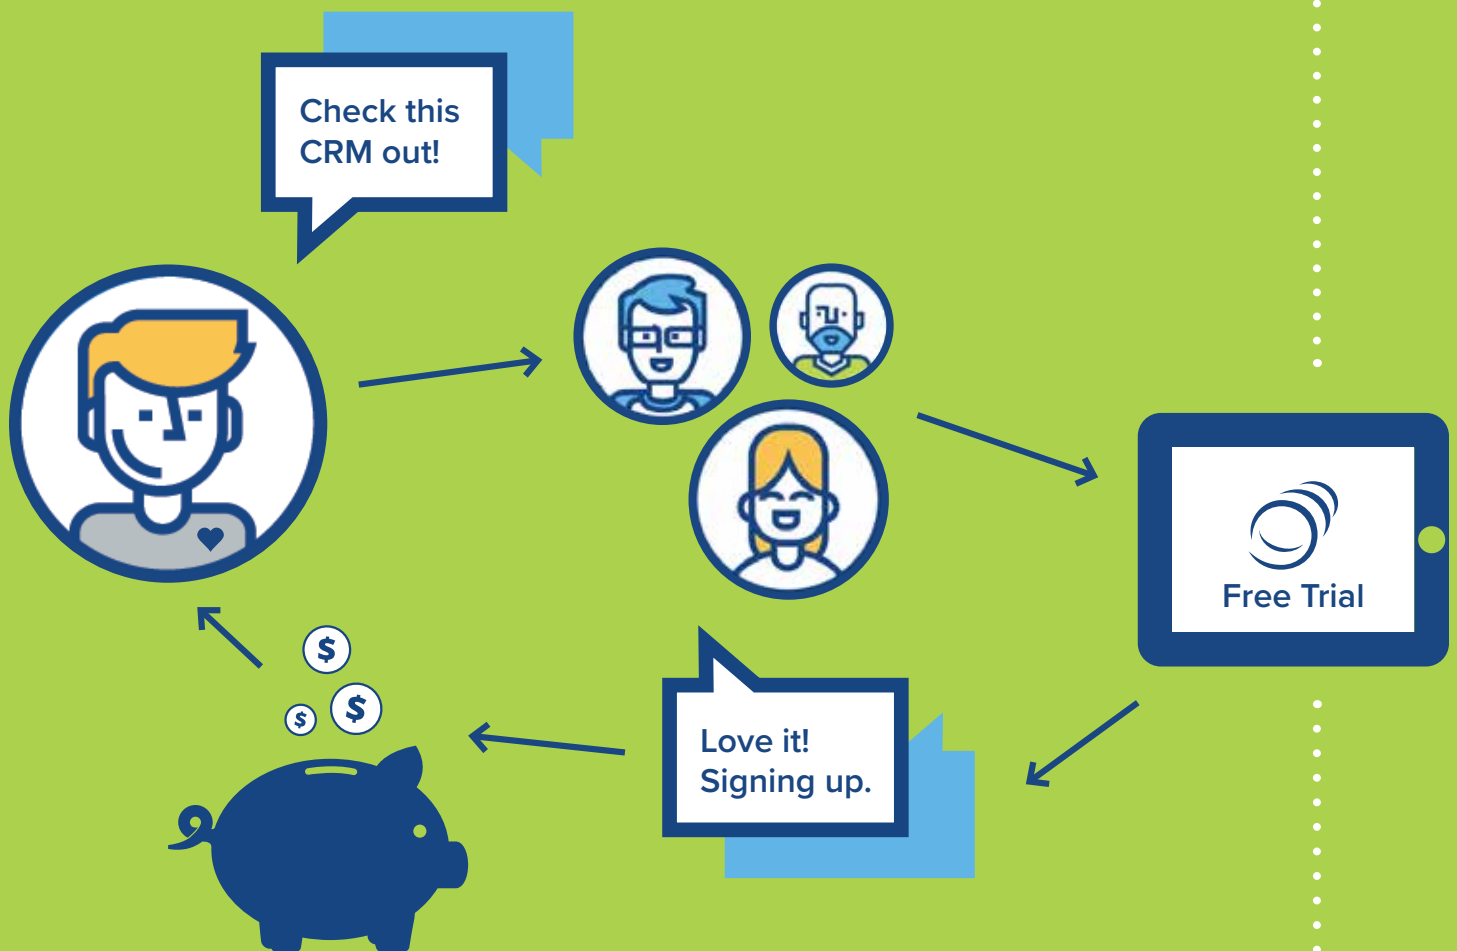 Check this
CRM out!
Free Trial
Love it!
Signing up.
$
$
$